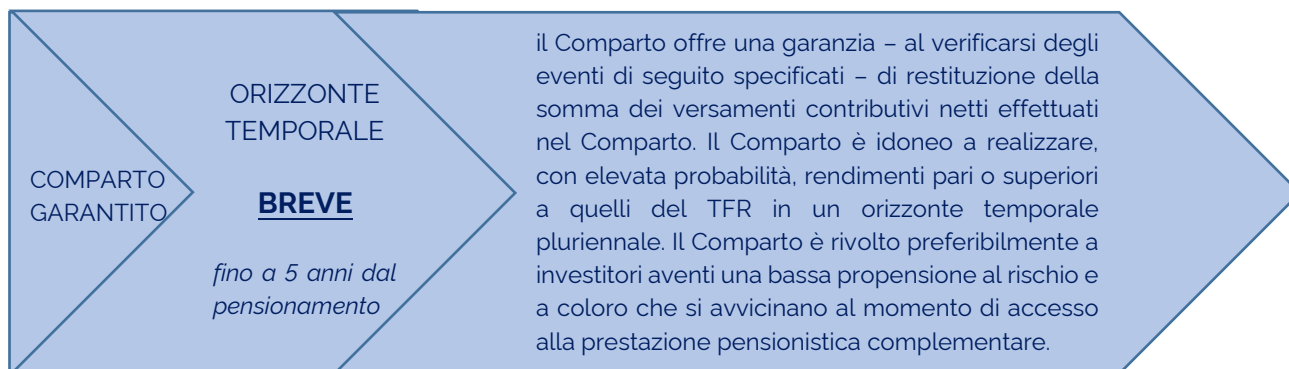 COMPARTO
GARANTITO
ORIZZONTE
TEMPORALE
BREVE
fino a 5 anni dal
pensionamento
il Comparto offre una garanzia – al verificarsi degli
eventi di seguito specificati – di restituzione della
somma dei versamenti contributivi netti effettuati
nel Comparto. Il Comparto è idoneo a realizzare,
con elevata probabilità, rendimenti pari o superiori
a quelli del TFR in un orizzonte temporale
pluriennale. Il Comparto è rivolto preferibilmente a
investitori aventi una bassa propensione al rischio e
a coloro che si avvicinano al momento di accesso
alla prestazione pensionistica complementare.